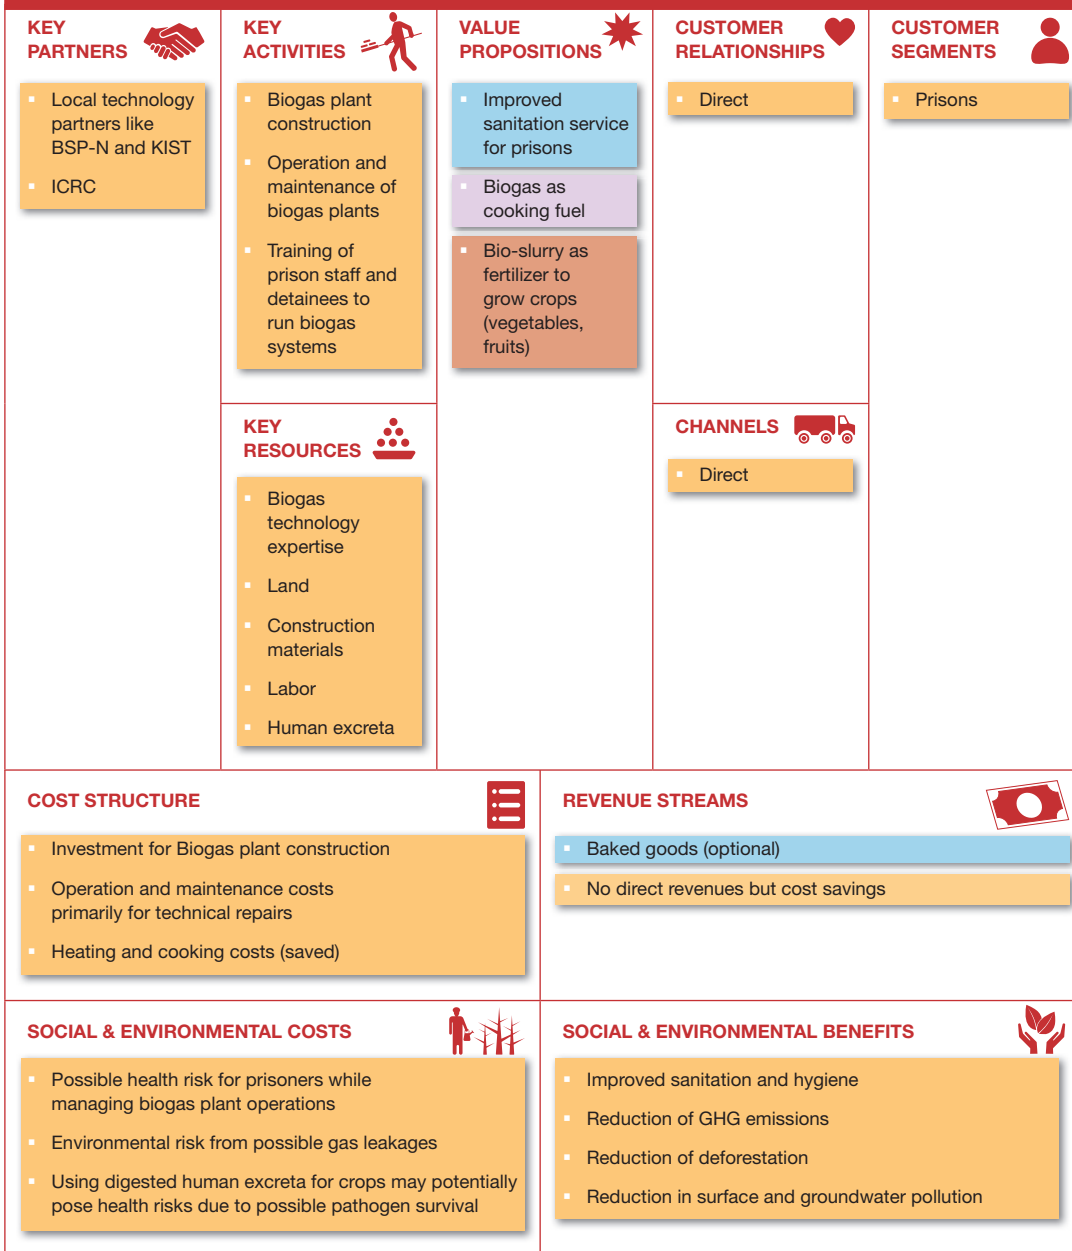 KEY
PARTNERS
Local technology
partners like
BSP-N and KIST
ICRC
KEY
ACTIVITIES
Biogas plant
construction
Operation and
maintenance of
biogas plants
Training of
prison staff and
detainees to
run biogas
systems
KEY
RESOURCES
Biogas
technology
expertise
Land
Construction
materials
Labor
Human excreta
VALUE
PROPOSITIONS
Improved
sanitation service
for prisons
Biogas as
cooking fuel
Bio-slurry as
fertilizer to
grow crops
(vegetables,
fruits)
CUSTOMER
RELATIONSHIPS
Direct
CHANNELS
Direct
CUSTOMER
SEGMENTS
Prisons
COST STRUCTURE
Investment for Biogas plant construction
Operation and maintenance costs
primarily for technical repairs
Heating and cooking costs (saved)
REVENUE STREAMS
Baked goods (optional)
No direct revenues but cost savings
SOCIAL & ENVIRONMENTAL COSTS
Possible health risk for prisoners while
managing biogas plant operations
Environmental risk from possible gas leakages
Using digested human excreta for crops may potentially
pose health risks due to possible pathogen survival
SOCIAL & ENVIRONMENTAL BENEFITS
Improved sanitation and hygiene
Reduction of GHG emissions
Reduction of deforestation
Reduction in surface and groundwater pollution